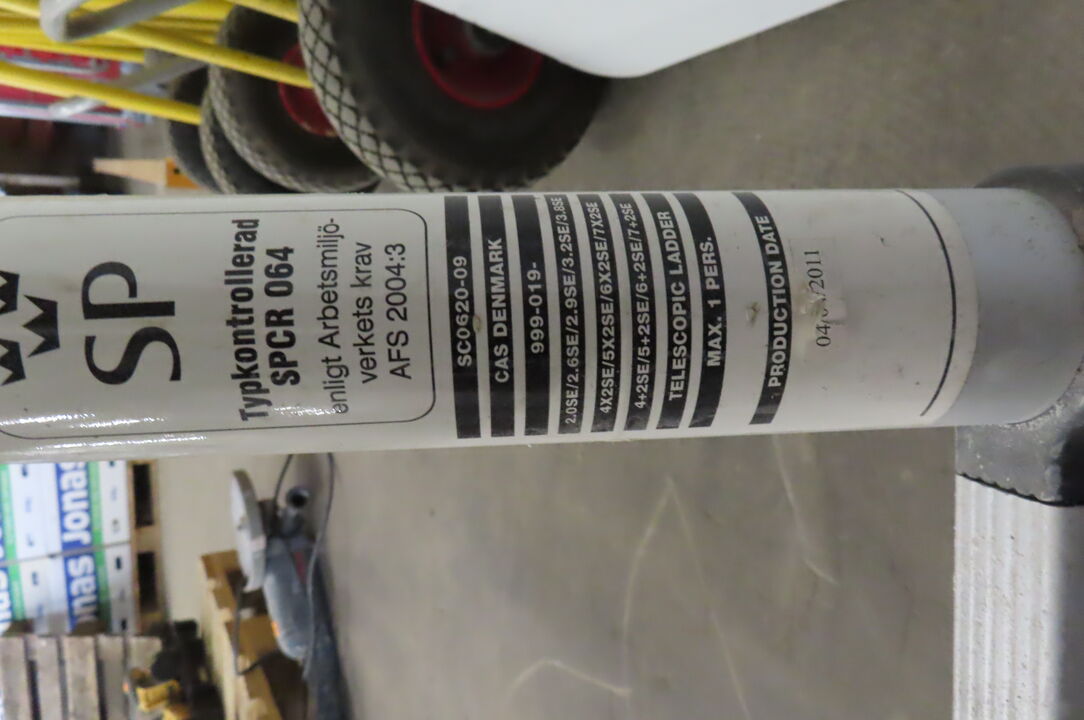 SP
Typkontrollerad
SPCR 064
enligt Arbetsmiljö-
verkets krav
AFS 2004:3
SC0620-09
CAS DENMARK
999-019-
2.0SE/2.6SE/2.9SE/3.2SE/3.8SE
4X2SE/5X2SE/6X2SE/7X2SE
4+2SE/5+2SE/6+2SE/7+2SE
TELESCOPIC LADDER
MAX. 1 PERS.
PRODUCTION DATE
Jonas